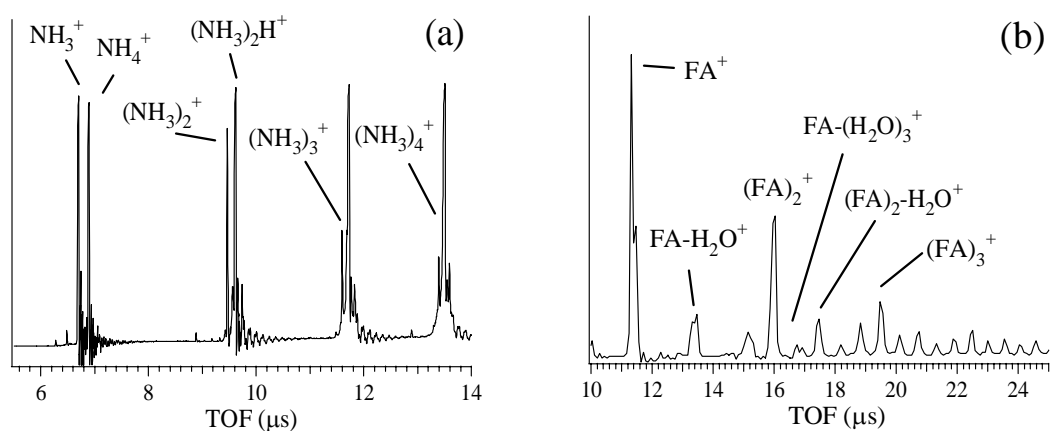 (a)
NH₃⁺
NH₄⁺
(NH₃)₂H⁺
(NH₃)₂⁺
(NH₃)₃⁺
(NH₃)₄⁺
6 8 10 12 14
TOF (μs)
(b)
FA⁺
FA-(H₂O)₃⁺
(FA)₂⁺
(FA)₂-H₂O⁺
FA-H₂O⁺
(FA)₃⁺
10 12 14 16 18 20 22 24
TOF (μs)